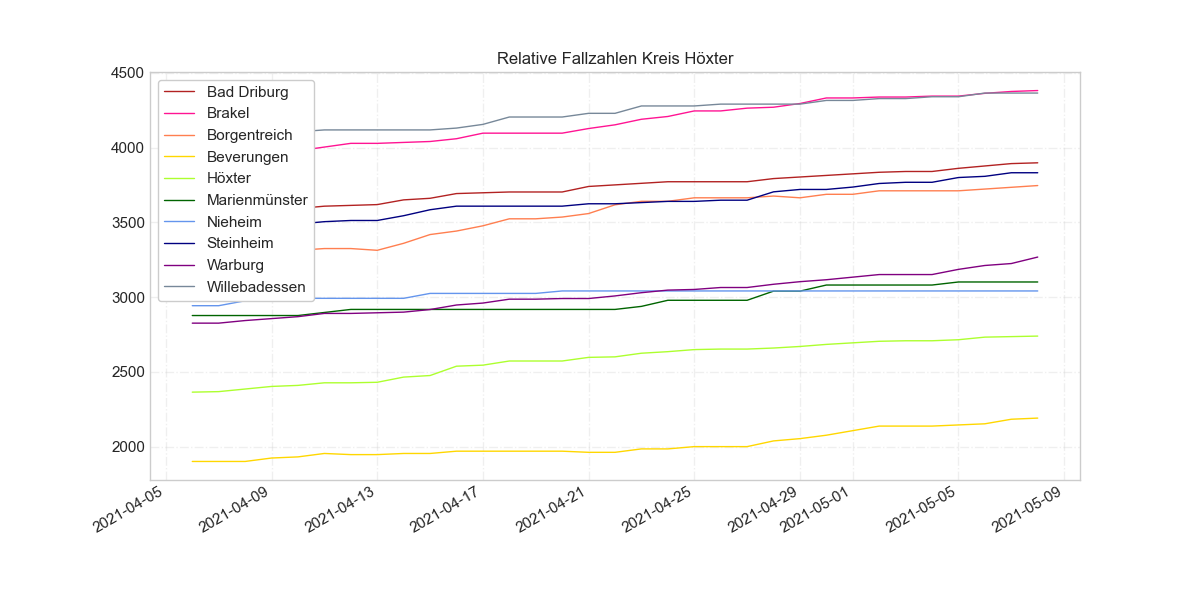 Relative Fallzahlen Kreis Höxter
4500
4000
3500
3000
2500
2000
Bad Driburg
Brakel
Borgentreich
Beverungen
Höxter
Marienmünster
Nieheim
Steinheim
Warburg
Willebadessen
2021-04-05
2021-04-09
2021-04-13
2021-04-17
2021-04-21
2021-04-25
2021-04-29
2021-05-01
2021-05-05
2021-05-09